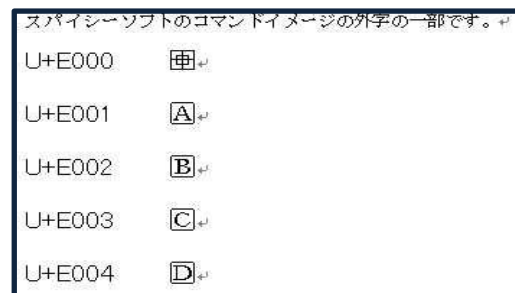 スパイシーソフトのコマンドイメージの外字の一部です。↵
U+E000 ↵
U+E001 A↵
U+E002 B↵
U+E003 C↵
U+E004 D↵